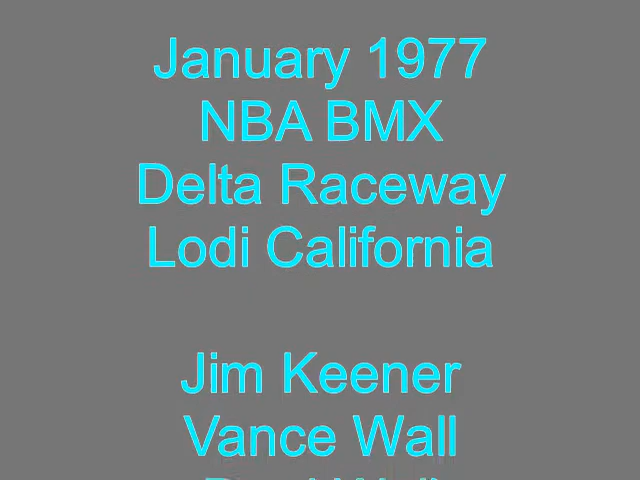 January 1977
NBA BMX
Delta Raceway
Lodi California
Jim Keener
Vance Wall